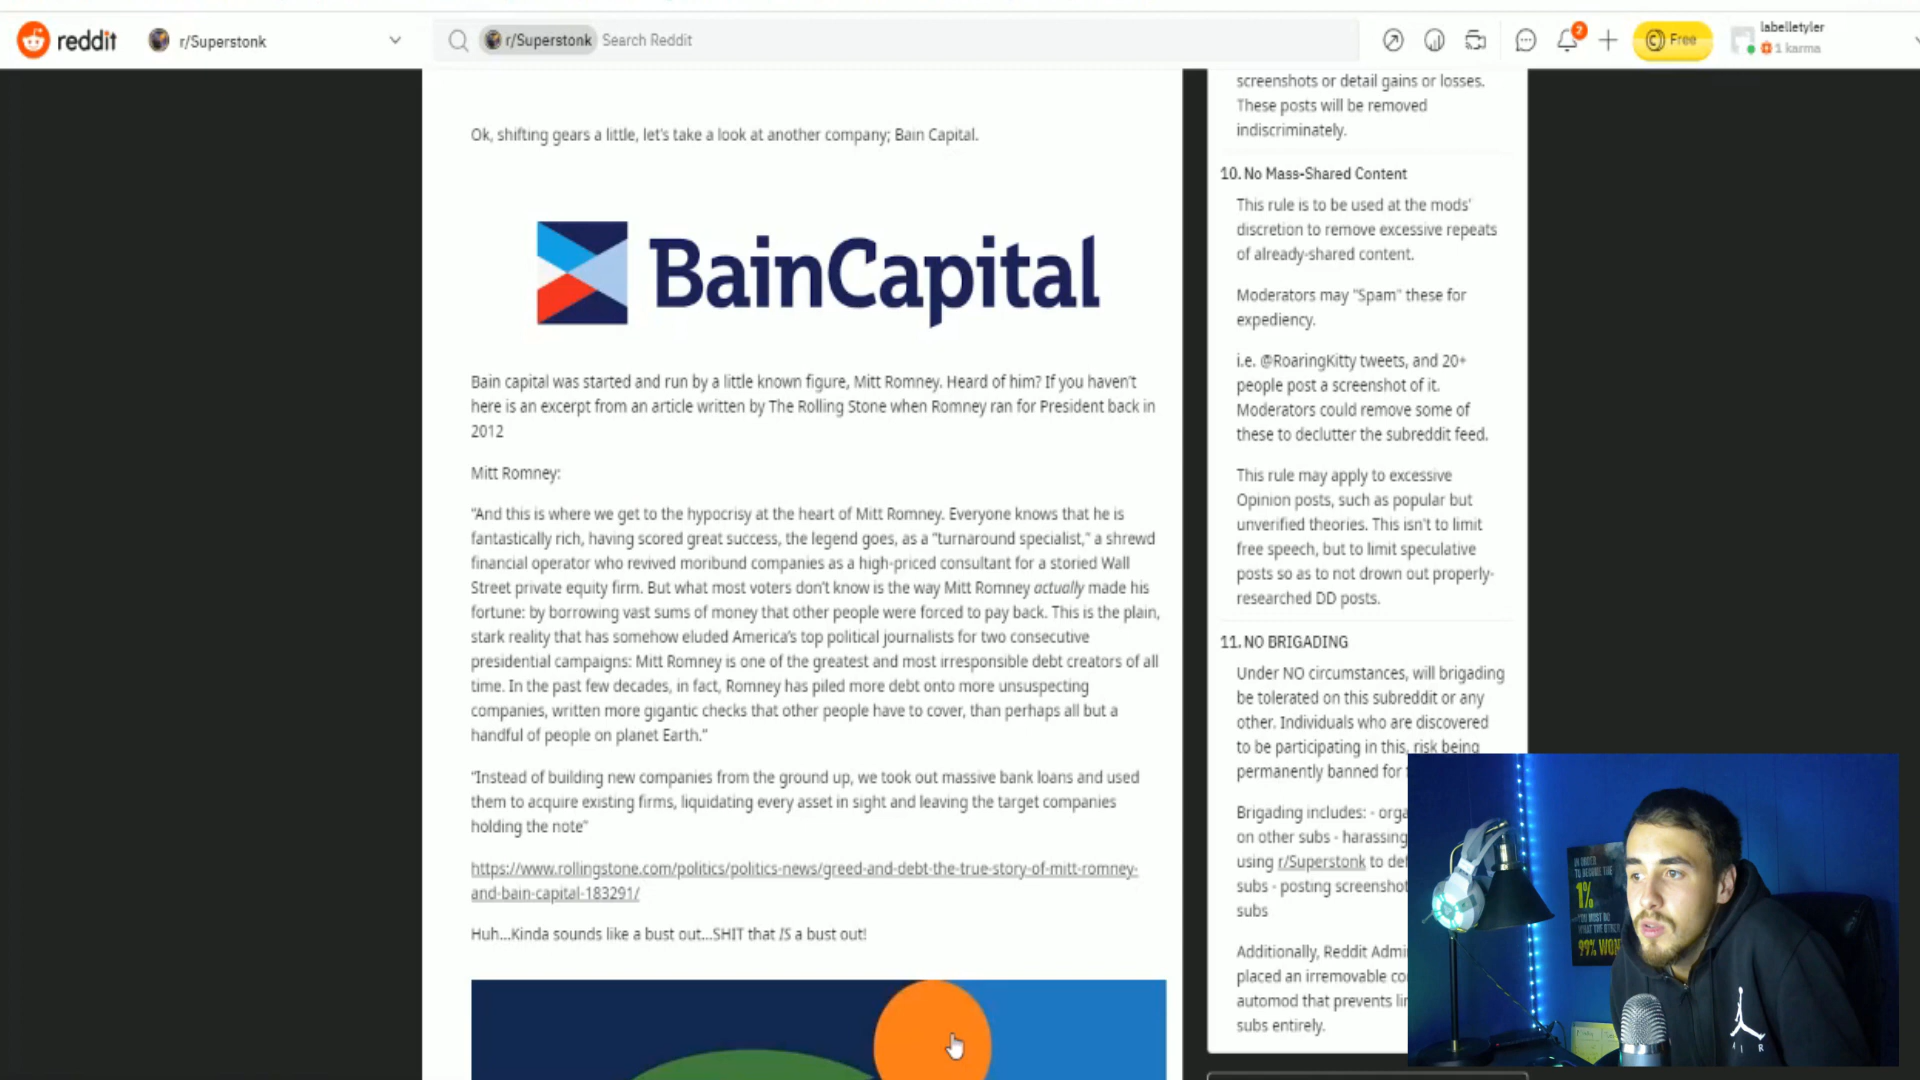 reddit
r/Superstonk
r/Superstonk Search Reddit
2
Free
labelletyler
1 karma
Ok, shifting gears a little, let's take a look at another company; Bain Capital.
BainCapital
Bain capital was started and run by a little known figure, Mitt Romney. Heard of him? If you haven't
here is an excerpt from an article written by The Rolling Stone when Romney ran for President back in
2012
Mitt Romney:
"And this is where we get to the hypocrisy at the heart of Mitt Romney. Everyone knows that he is
fantastically rich, having scored great success, the legend goes, as a "turnaround specialist," a shrewd
financial operator who revived moribund companies as a high-priced consultant for a storied Wall
Street private equity firm. But what most voters don't know is the way Mitt Romney actually made his
fortune: by borrowing vast sums of money that other people were forced to pay back. This is the plain,
stark reality that has somehow eluded America's top political journalists for two consecutive
presidential campaigns: Mitt Romney is one of the greatest and most irresponsible debt creators of all
time. In the past few decades, in fact, Romney has piled more debt onto more unsuspecting
companies, written more gigantic checks that other people have to cover, than perhaps all but a
handful of people on planet Earth."
"Instead of building new companies from the ground up, we took out massive bank loans and used
them to acquire existing firms, liquidating every asset in sight and leaving the target companies
holding the note"
https://www.rollingstone.com/politics/politics-news/greed-and-debt-the-true-story-of-mitt-romney-
and-bain-capital-183291/
Huh...Kinda sounds like a bust out...SHIT that IS a bust out!
screenshots or detail gains or losses.
These posts will be removed
indiscriminately.
10. No Mass-Shared Content
This rule is to be used at the mods'
discretion to remove excessive repeats
of already-shared content.
Moderators may "Spam" these for
expediency.
i.e. @RoaringKitty tweets, and 20+
people post a screenshot of it.
Moderators could remove some of
these to declutter the subreddit feed.
This rule may apply to excessive
Opinion posts, such as popular but
unverified theories. This isn't to limit
free speech, but to limit speculative
posts so as to not drown out properly-
researched DD posts.
11. NO BRIGADING
Under NO circumstances, will brigading
be tolerated on this subreddit or any
other. Individuals who are discovered
to be participating in this, risk being
permanently banned for
Brigading includes: - orga
on other subs - harassing
using r/Superstonk to de
subs - posting screenshot
subs
Additionally, Reddit Admi
placed an irremovable co
automod that prevents li
subs entirely.
IN ORDER
TO BECOME THE
1%
YOU MUST DO
WHAT THE OTHER
99% WON
AIR